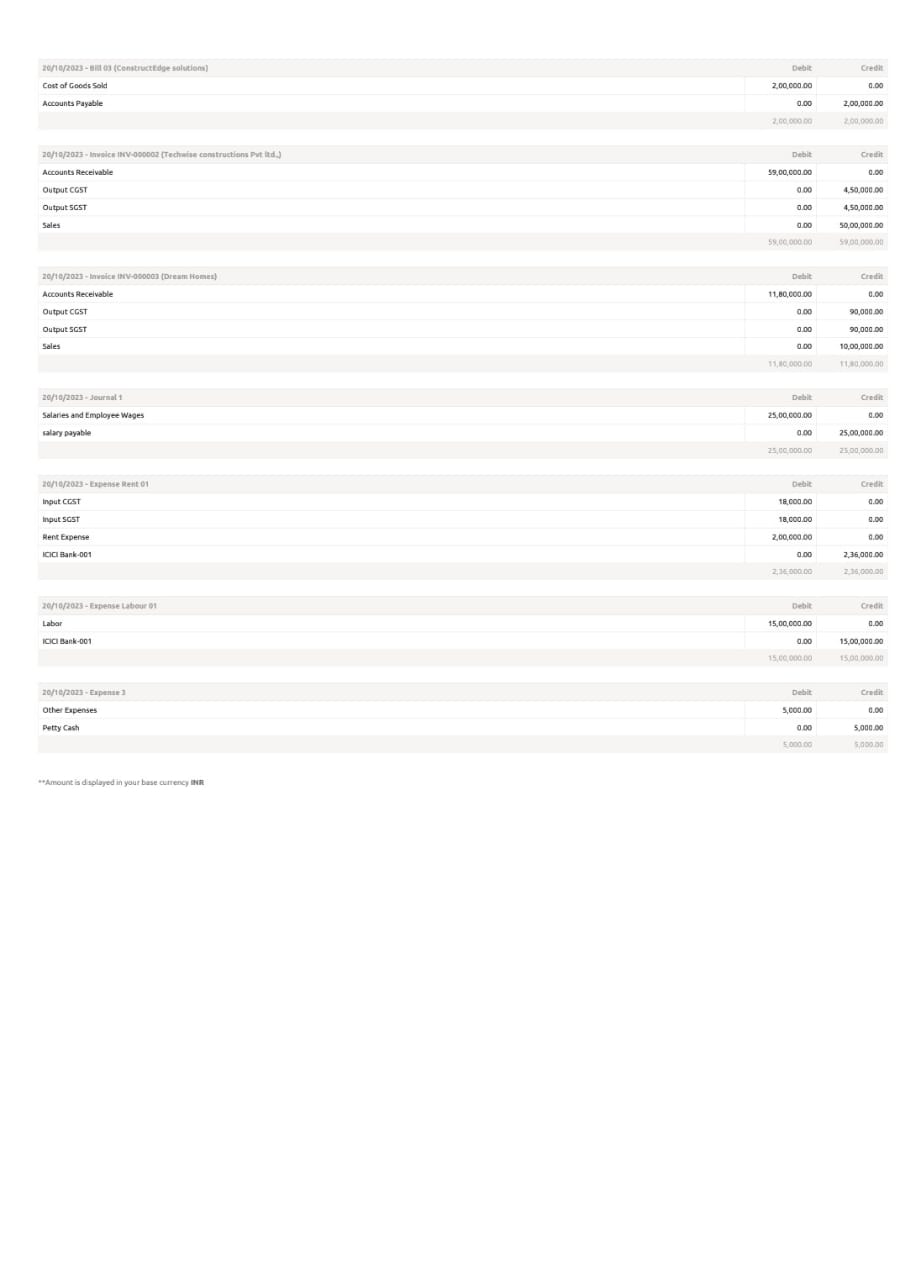 20/10/2023 - Bill 03 (ConstructEdge solutions) Debit Credit
Cost of Goods Sold 2,00,000.00 0.00
Accounts Payable 0.00 2,00,000.00
2,00,000.00 2,00,000.00
20/10/2023 - Invoice INV-000002 (Techwise constructions Pvt ltd.,) Debit Credit
Accounts Receivable 59,00,000.00 0.00
Output CGST 0.00 4,50,000.00
Output SGST 0.00 4,50,000.00
Sales 0.00 50,00,000.00
59,00,000.00 59,00,000.00
20/10/2023 - Invoice INV-000003 (Dream Homes) Debit Credit
Accounts Receivable 11,80,000.00 0.00
Output CGST 0.00 90,000.00
Output SGST 0.00 90,000.00
Sales 0.00 10,00,000.00
11,80,000.00 11,80,000.00
20/10/2023 - Journal 1 Debit Credit
Salaries and Employee Wages 25,00,000.00 0.00
salary payable 0.00 25,00,000.00
25,00,000.00 25,00,000.00
20/10/2023 - Expense Rent 01 Debit Credit
Input CGST 18,000.00 0.00
Input SGST 18,000.00 0.00
Rent Expense 2,00,000.00 0.00
ICICI Bank-001 0.00 2,36,000.00
2,36,000.00 2,36,000.00
20/10/2023 - Expense Labour 01 Debit Credit
Labor 15,00,000.00 0.00
ICICI Bank-001 0.00 15,00,000.00
15,00,000.00 15,00,000.00
20/10/2023 - Expense 3 Debit Credit
Other Expenses 5,000.00 0.00
Petty Cash 0.00 5,000.00
5,000.00 5,000.00
**Amount is displayed in your base currency INR